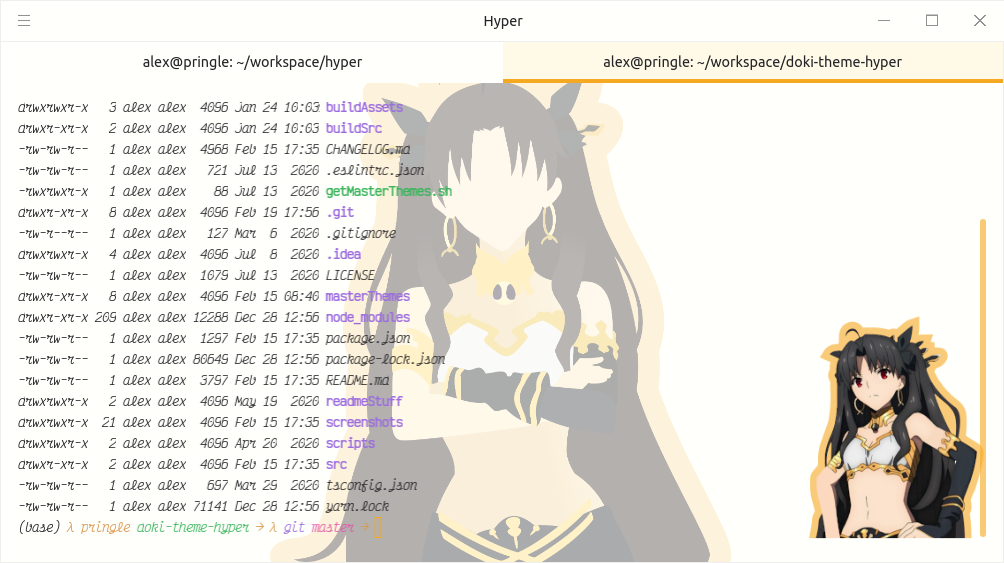 Hyper
alex@pringle: ~/workspace/hyper
alex@pringle: ~/workspace/doki-theme-hyper
drwxrwxr-x 3 alex alex 4096 Jan 24 10:03 buildAssets
drwxr-xr-x 2 alex alex 4096 Jan 24 10:03 buildSrc
-rw-rw-r-- 1 alex alex 4968 Feb 15 17:35 CHANGELOG.md
-rw-rw-r-- 1 alex alex 721 Jul 13 2020 .eslintrc.json
-rwxrwxr-x 1 alex alex 88 Jul 13 2020 getMasterThemes.sh
drwxrwxr-x 8 alex alex 4096 Feb 19 17:56 .git
-rw-r--r-- 1 alex alex 127 Mar 6 2020 .gitignore
drwxrwxr-x 4 alex alex 4096 Jul 8 2020 .idea
-rw-rw-r-- 1 alex alex 1079 Jul 13 2020 LICENSE
drwxr-xr-x 8 alex alex 4096 Feb 15 08:40 masterThemes
drwxr-xr-x 209 alex alex 12288 Dec 28 12:56 node_modules
-rw-rw-r-- 1 alex alex 1297 Feb 15 17:35 package.json
-rw-rw-r-- 1 alex alex 80649 Dec 28 12:56 package-lock.json
-rw-rw-r-- 1 alex alex 3797 Feb 15 17:35 README.md
drwxrwxr-x 2 alex alex 4096 May 19 2020 readmeStuff
drwxrwxr-x 21 alex alex 4096 Feb 15 17:35 screenshots
drwxrwxr-x 2 alex alex 4096 Apr 20 2020 scripts
drwxr-xr-x 2 alex alex 4096 Feb 15 17:35 src
-rw-rw-r-- 1 alex alex 697 Mar 29 2020 tsconfig.json
-rw-rw-r-- 1 alex alex 71141 Dec 28 12:56 yarn.lock
(base) λ pringle doki-theme-hyper → λ git master →